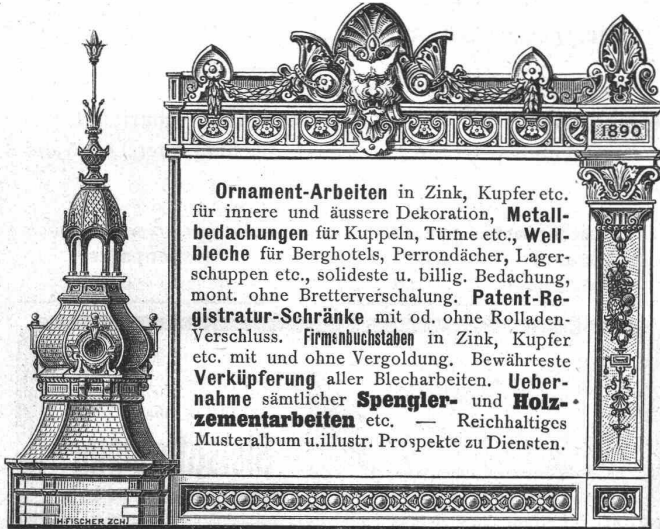 1890
Ornament-Arbeiten in Zink, Kupfer etc.
für innere und äussere Dekoration, Metall-
bedachungen für Kuppeln, Türme etc., Well-
bleche für Berghotels, Perrondächer, Lager-
schuppen etc., solideste u. billig. Bedachung,
mont. ohne Bretterverschalung. Patent-Re-
gistratur-Schränke mit od. ohne Rolladen-
Verschluss. Firmenbuchstaben in Zink, Kupfer
etc. mit und ohne Vergoldung. Bewährteste
Verküpferung aller Blecharbeiten. Ueber-
nahme sämtlicher Spengler- und Holz-
zementarbeiten etc. — Reichhaltiges
Musteralbum u. illustr. Prospekte zu Diensten.
H. FISCHER ZCH.